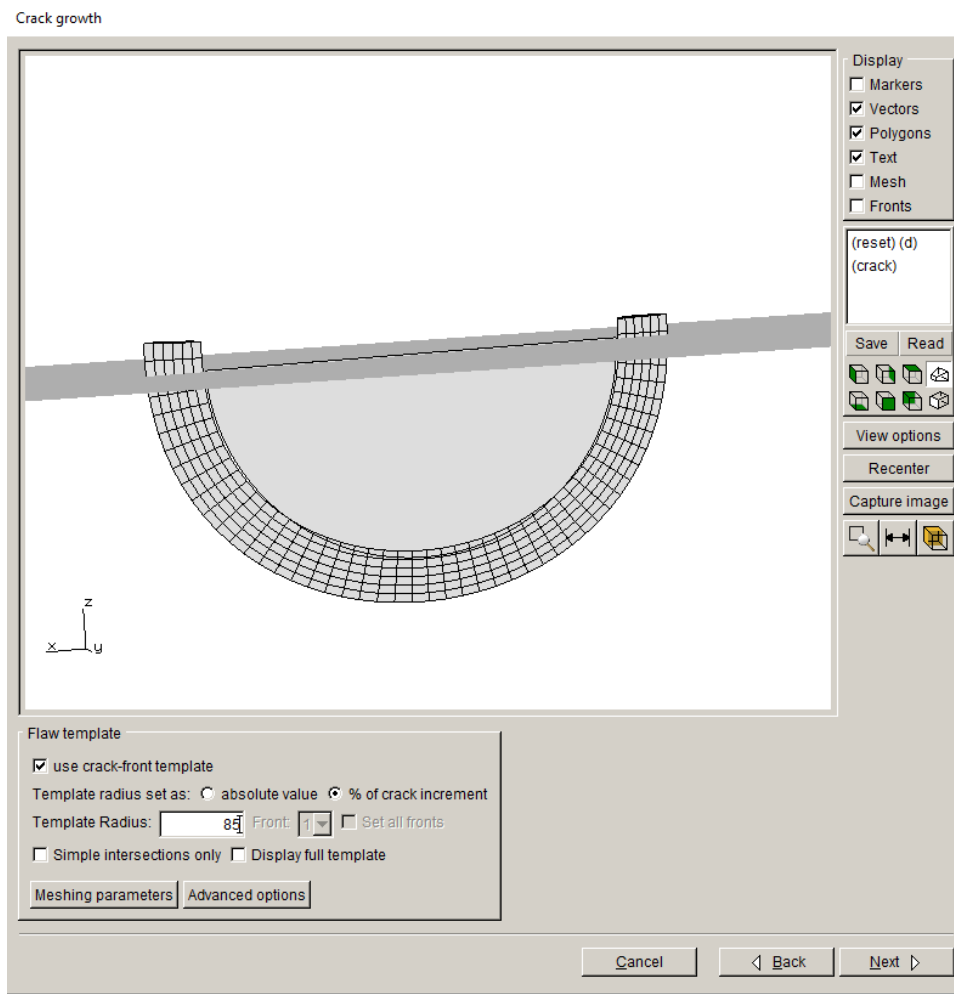 Crack growth
Display
Markers
Vectors
Polygons
Text
Mesh
Fronts
(reset) (d)
(crack)
Save Read
View options
Recenter
Capture image
z
x y
Flaw template
use crack-front template
Template radius set as: absolute value % of crack increment
Template Radius: 85 Front: 1 Set all fronts
Simple intersections only Display full template
Meshing parameters Advanced options
Cancel Back Next